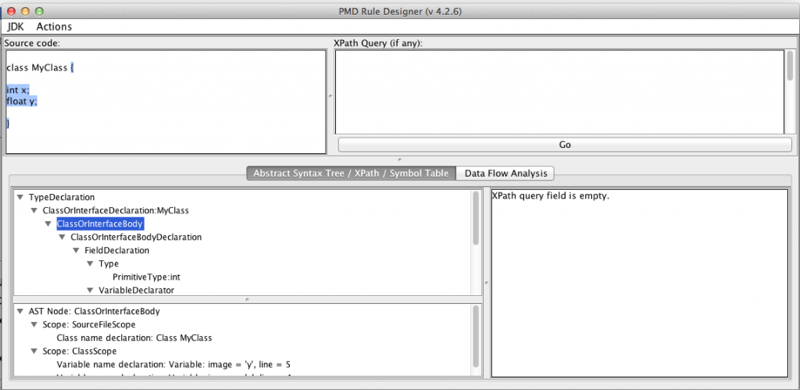 PMD Rule Designer (v 4.2.6)
JDK Actions
Source code:
class MyClass {
int x;
float y;
}
XPath Query (if any):
Go
Abstract Syntax Tree / XPath / Symbol Table
Data Flow Analysis
TypeDeclaration
ClassOrInterfaceDeclaration:MyClass
ClassOrInterfaceBody
ClassOrInterfaceBodyDeclaration
FieldDeclaration
Type
PrimitiveType:int
VariableDeclarator
XPath query field is empty.
AST Node: ClassOrInterfaceBody
Scope: SourceFileScope
Class name declaration: Class MyClass
Scope: ClassScope
Variable name declaration: Variable: image = 'y', line = 5